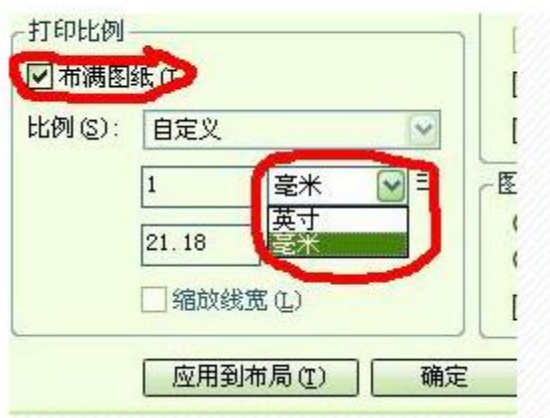 打印比例
布满图纸(I
比例(S): 自定义
1 毫米 =
英寸
毫米
21.18
缩放线宽(L)
图
应用到布局(T) 确定